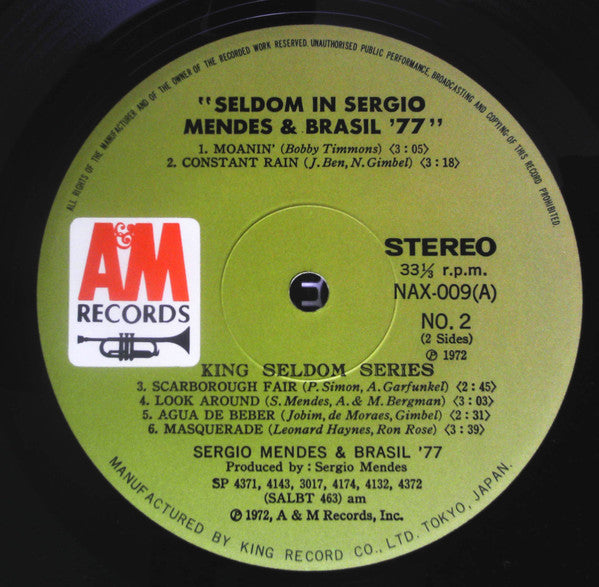 ALL RIGHTS OF THE MANUFACTURER AND OF THE OWNER OF THE RECORDED WORK RESERVED. UNAUTHORISED PUBLIC PERFORMANCE, BROADCASTING AND COPYING OF THIS RECORD PROHIBITED
"SELDOM IN SERGIO
MENDES & BRASIL '77"
1. MOANIN' (Bobby Timmons) ⟨3:05⟩
2. CONSTANT RAIN (J. Ben, N. Gimbel) ⟨3:18⟩
A&M
RECORDS
STEREO
33⅓ r.p.m.
NAX-009(A)
NO. 2
(2 Sides)
℗ 1972
KING SELDOM SERIES
3. SCARBOROUGH FAIR (P. Simon, A. Garfunkel) ⟨2:45⟩
4. LOOK AROUND (S. Mendes, A. & M. Bergman) ⟨3:03⟩
5. AGUA DE BEBER (Jobim, de Moraes, Gimbel) ⟨2:31⟩
6. MASQUERADE (Leonard Haynes, Ron Rose) ⟨3:39⟩
SERGIO MENDES & BRASIL '77
Produced by : Sergio Mendes
SP 4371, 4143, 3017, 4174, 4132, 4372
(SALBT 463) am
℗ 1972, A & M Records, Inc.
MANUFACTURED BY KING RECORD CO., LTD. TOKYO, JAPAN.